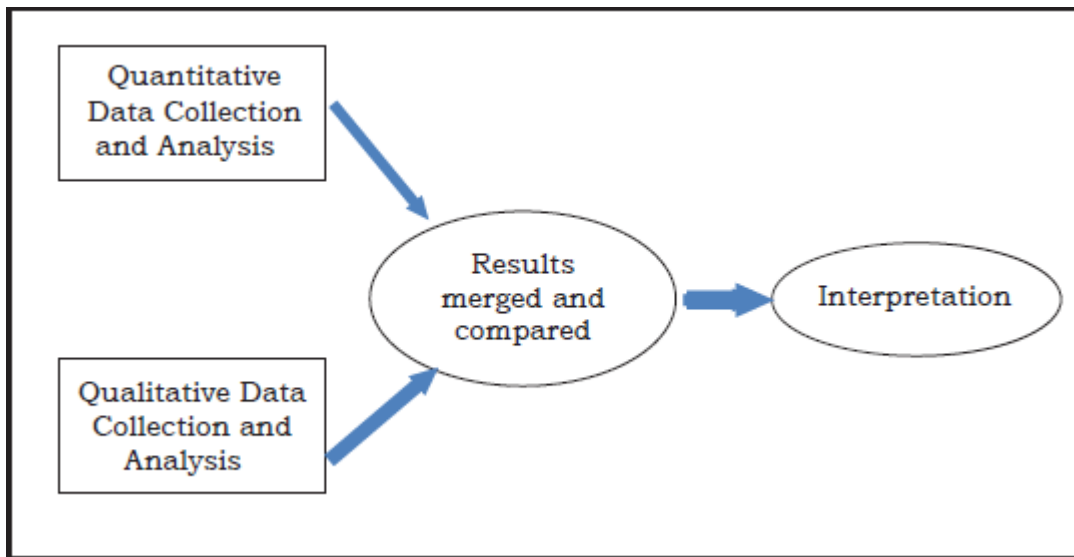 Quantitative
Data Collection
and Analysis
Results
merged and
compared
Interpretation
Qualitative Data
Collection and
Analysis